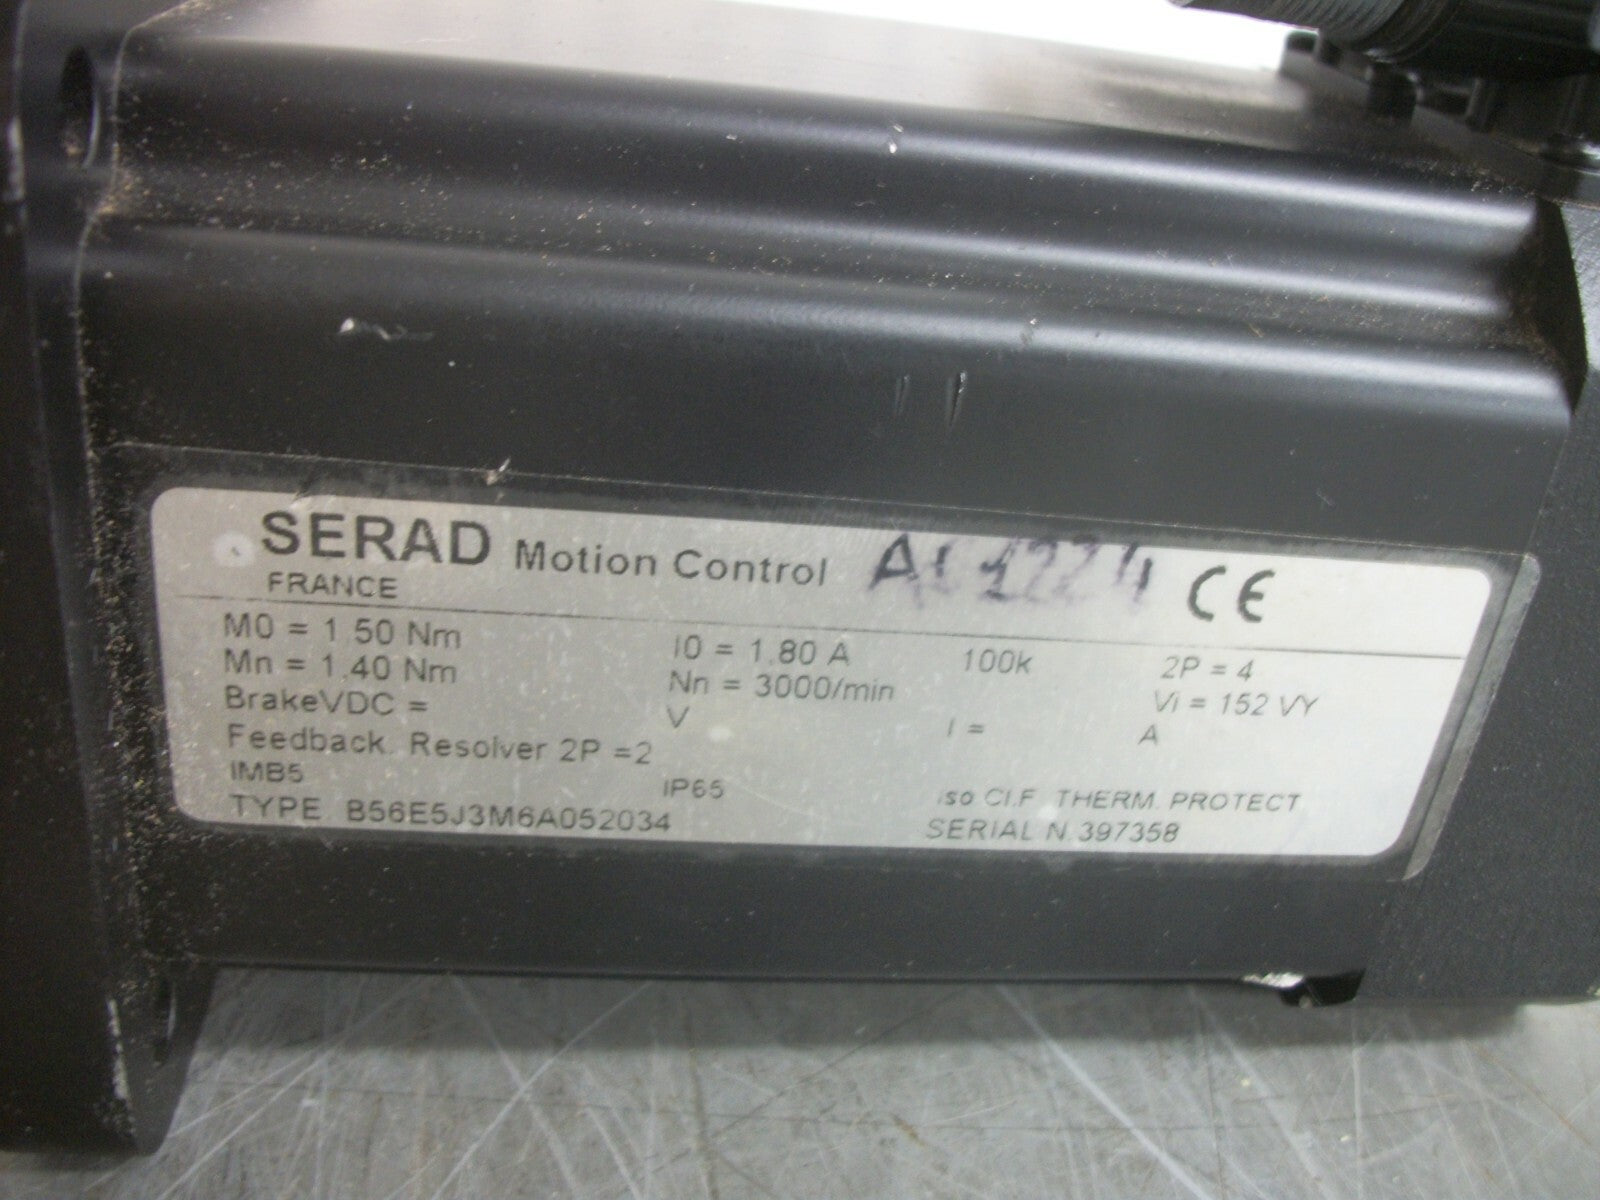 SERAD Motion Control CE
FRANCE
M0 = 1.50 Nm I0 = 1.80 A 100k 2P = 4
Mn = 1.40 Nm Nn = 3000/min Vi = 152 VY
BrakeVDC = V I = A
Feedback. Resolver 2P =2
IMB5 IP65 iso Cl.F THERM. PROTECT
TYPE B56E5J3M6A052034 SERIAL N.397358